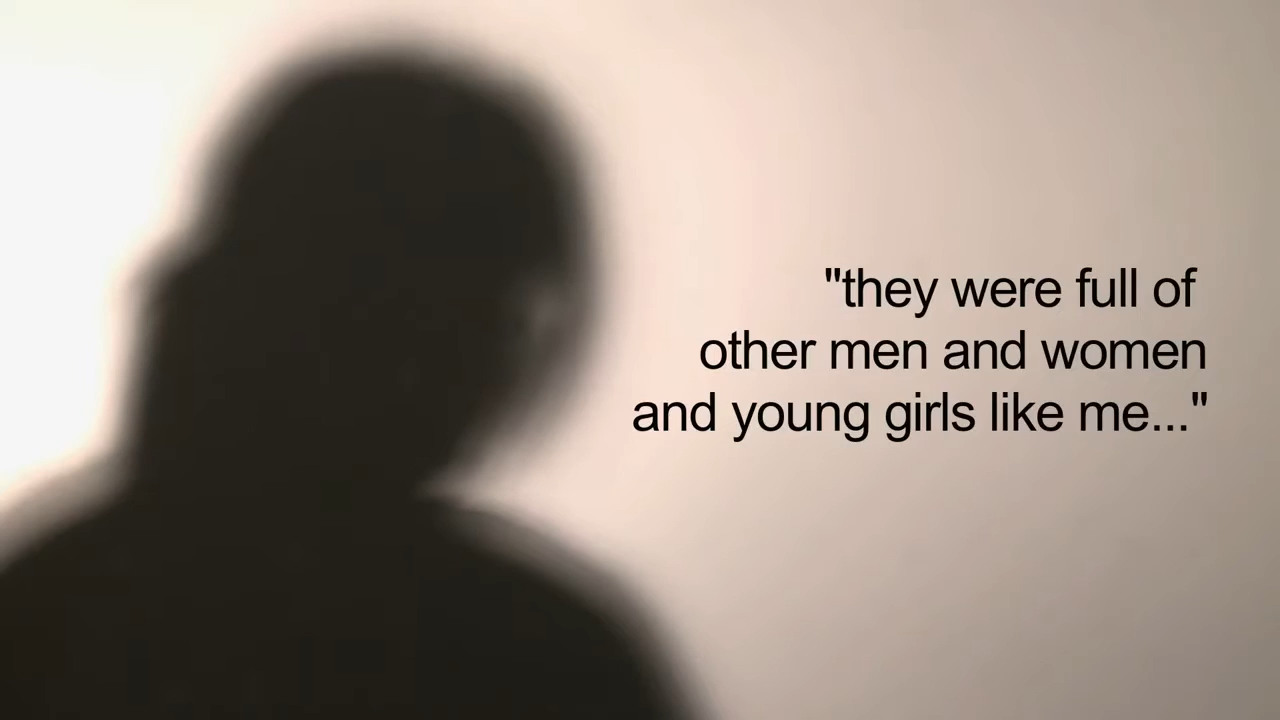 "they were full of
other men and women
and young girls like me..."